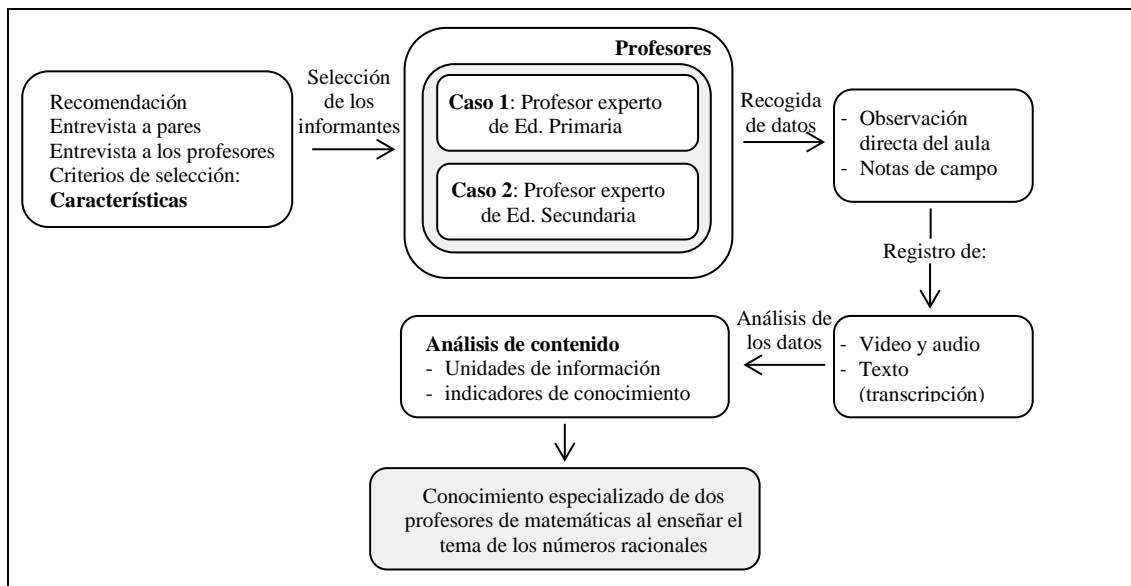 Recomendación
Entrevista a pares
Entrevista a los profesores
Criterios de selección:
Características
Selección
de los
informantes
Profesores
Caso 1: Profesor experto
de Ed. Primaria
Caso 2: Profesor experto
de Ed. Secundaria
Recogida
de datos
- Observación
directa del aula
- Notas de campo
Registro de:
- Video y audio
- Texto
(transcripción)
Análisis de
los datos
Análisis de contenido
- Unidades de información
- indicadores de conocimiento
Conocimiento especializado de dos
profesores de matemáticas al enseñar el
tema de los números racionales